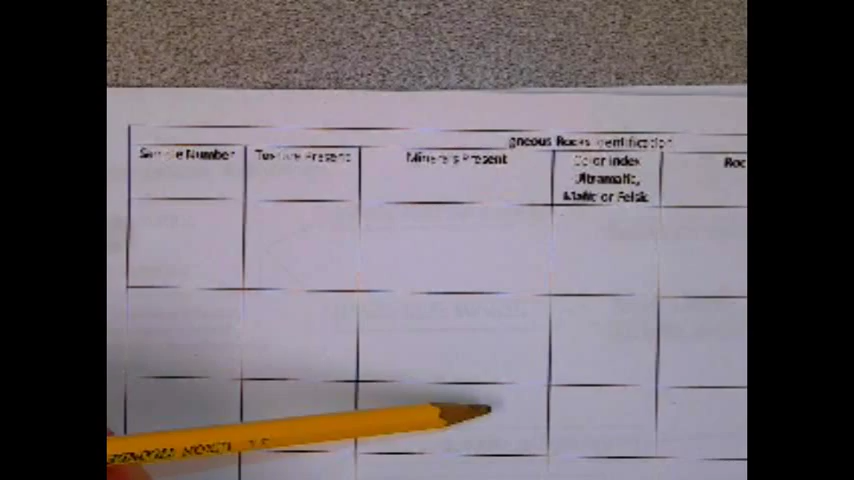 Igneous Rocks Identification
Sample Number
Texture Present
Minerals Present
Color Index
Ultramafic,
Mafic or Felsic
Roc